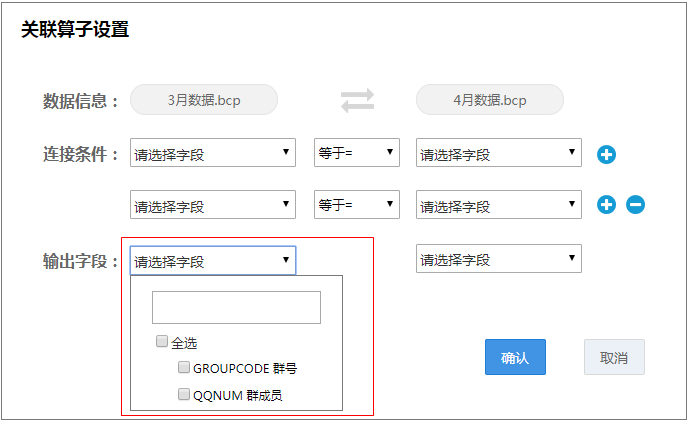 关联算子设置
数据信息： 3月数据.bcp 4月数据.bcp
连接条件： 请选择字段 等于= 请选择字段
请选择字段 等于= 请选择字段
输出字段： 请选择字段 请选择字段
全选
GROUPCODE 群号
QQNUM 群成员
确认 取消